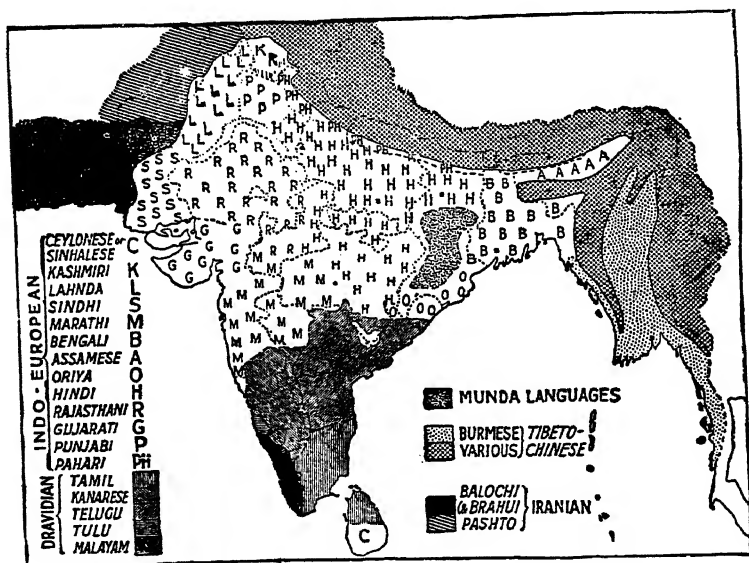 INDO-EUROPEAN
CEYLONESE or
SINHALESE C
KASHMIRI K
LAHNDA L
SINDHI S
MARATHI M
BENGALI B
ASSAMESE A
ORIYA O
HINDI H
RAJASTHANI R
GUJARATI G
PUNJABI P
PAHARI PH
DRAVIDIAN
TAMIL
KANARESE
TELUGU
TULU
MALAYAM
MUNDA LANGUAGES
BURMESE
VARIOUS
TIBETO-
CHINESE
BALOCHI
& BRAHUI
PASHTO
IRANIAN
A A A A A
C